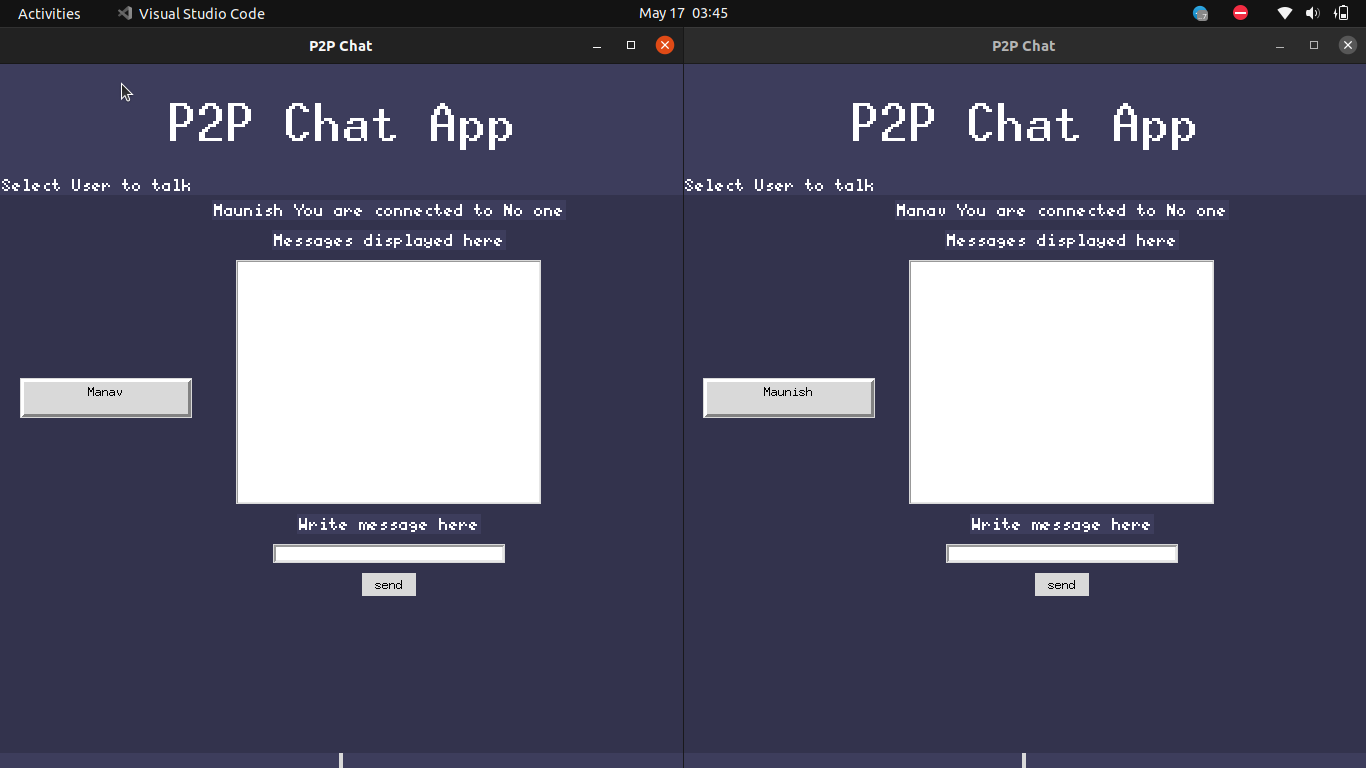 Activities Visual Studio Code May 17 03:45
P2P Chat
P2P Chat App
Select User to talk
Maunish You are connected to No one
Messages displayed here
Manav
Write message here
send
P2P Chat
P2P Chat App
Select User to talk
Manav You are connected to No one
Messages displayed here
Maunish
Write message here
send